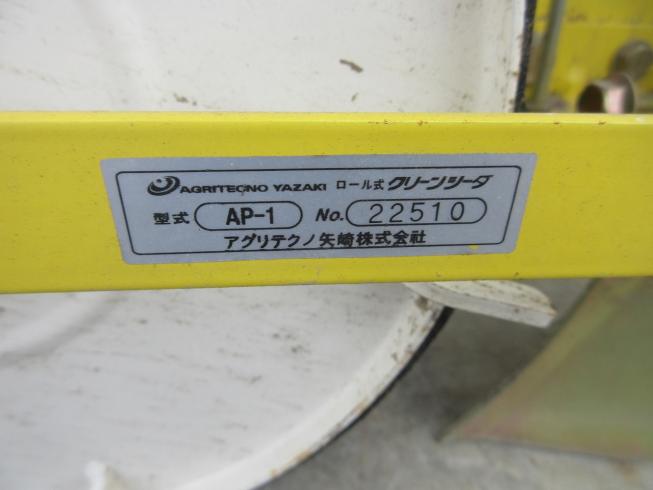 AGRITECNO YAZAKI ロール式 クリーンシーダ
型式 AP-1 No. 22510
アグリテクノ矢崎株式会社